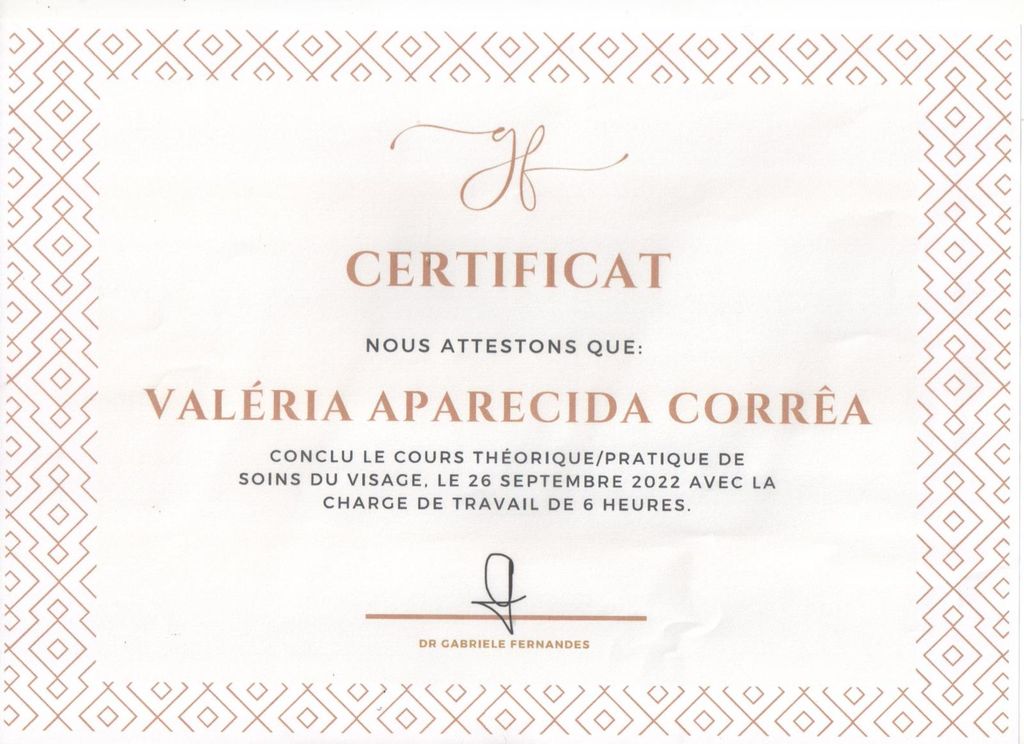 gf
CERTIFICAT
NOUS ATTESTONS QUE:
VALÉRIA APARECIDA CORRÊA
CONCLU LE COURS THÉORIQUE/PRATIQUE DE
SOINS DU VISAGE, LE 26 SEPTEMBRE 2022 AVEC LA
CHARGE DE TRAVAIL DE 6 HEURES.
DR GABRIELE FERNANDES